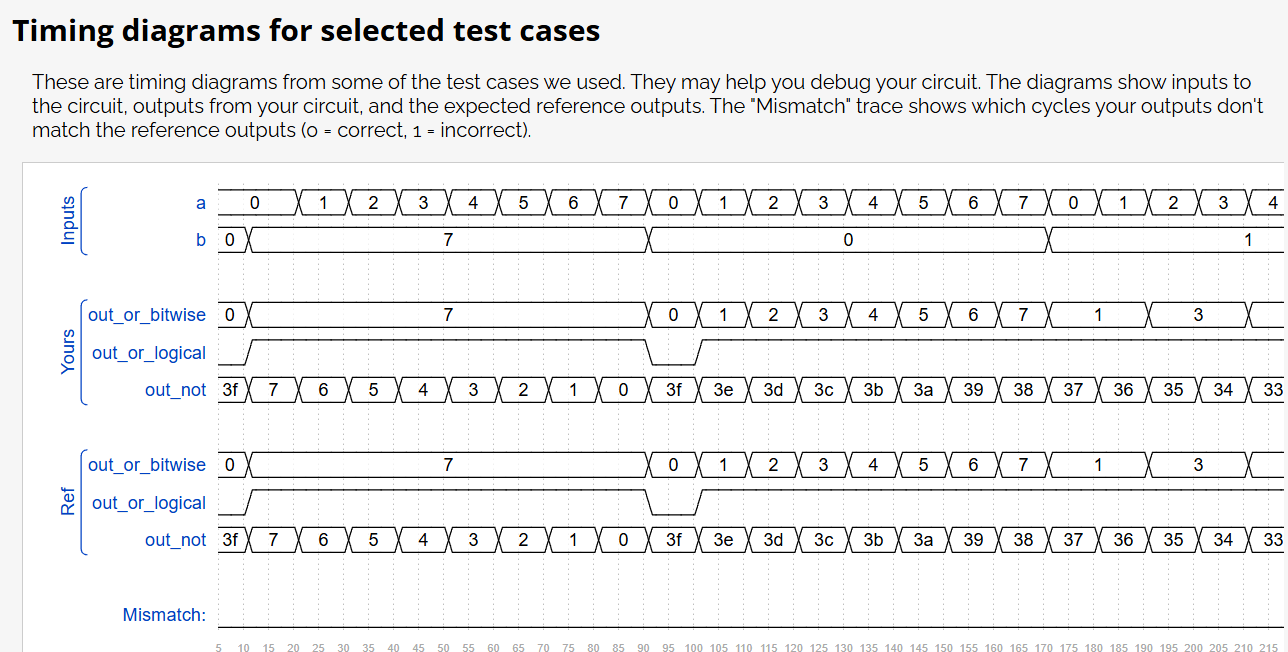 Timing diagrams for selected test cases
These are timing diagrams from some of the test cases we used. They may help you debug your circuit. The diagrams show inputs to
the circuit, outputs from your circuit, and the expected reference outputs. The "Mismatch" trace shows which cycles your outputs don't
match the reference outputs (0 = correct, 1 = incorrect).
Inputs
a 0 1 2 3 4 5 6 7 0 1 2 3 4 5 6 7 0 1 2 3 4
b 0 7 0 1
Yours
out_or_bitwise 0 7 0 1 2 3 4 5 6 7 1 3
out_or_logical
out_not 3f 7 6 5 4 3 2 1 0 3f 3e 3d 3c 3b 3a 39 38 37 36 35 34 33
Ref
out_or_bitwise 0 7 0 1 2 3 4 5 6 7 1 3
out_or_logical
out_not 3f 7 6 5 4 3 2 1 0 3f 3e 3d 3c 3b 3a 39 38 37 36 35 34 33
Mismatch:
5 10 15 20 25 30 35 40 45 50 55 60 65 70 75 80 85 90 95 100 105 110 115 120 125 130 135 140 145 150 155 160 165 170 175 180 185 190 195 200 205 210 215